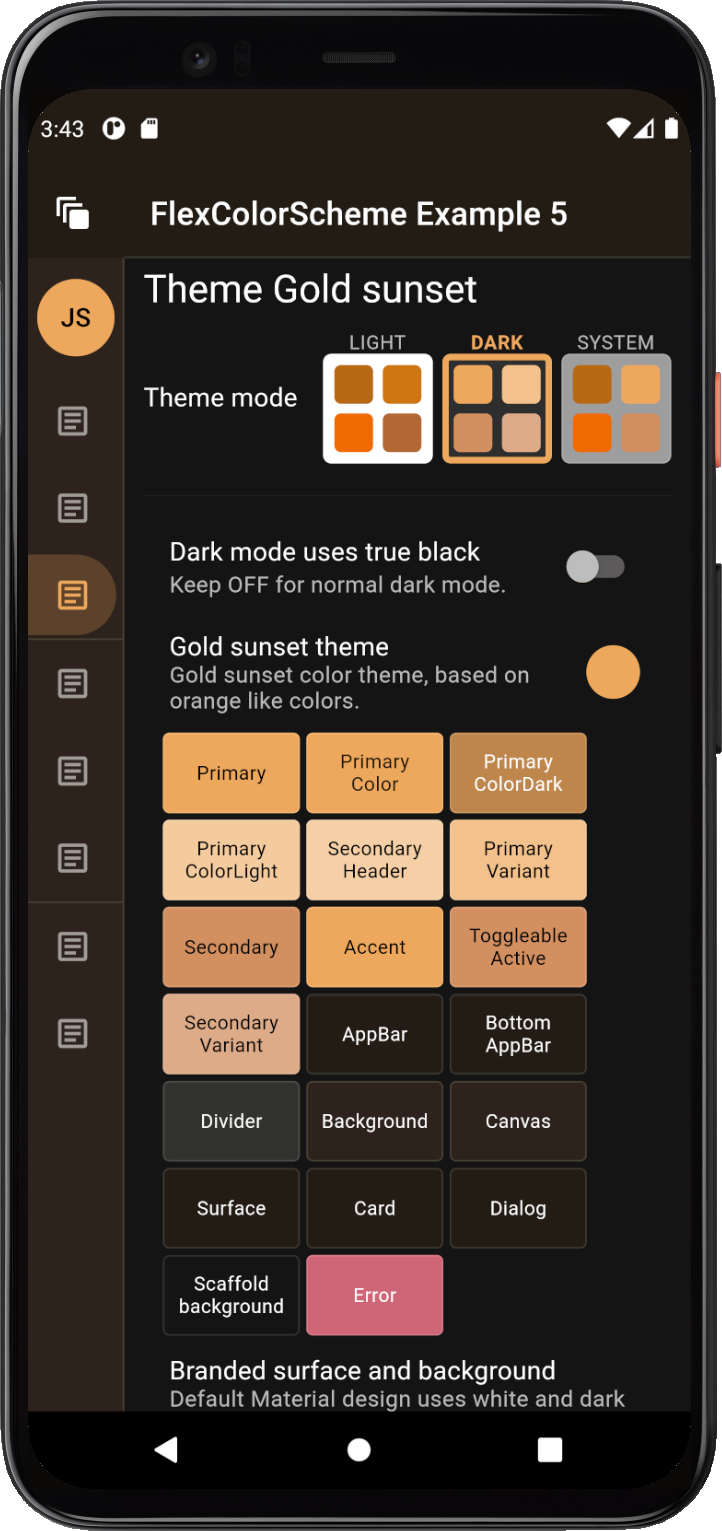 3:43
FlexColorScheme Example 5
JS
Theme Gold sunset
LIGHT
DARK
SYSTEM
Theme mode
Dark mode uses true black
Keep OFF for normal dark mode.
Gold sunset theme
Gold sunset color theme, based on
orange like colors.
Primary
Primary
Color
Primary
ColorDark
Primary
ColorLight
Secondary
Header
Primary
Variant
Secondary
Accent
Toggleable
Active
Secondary
Variant
AppBar
Bottom
AppBar
Divider
Background
Canvas
Surface
Card
Dialog
Scaffold
background
Error
Branded surface and background
Default Material design uses white and dark